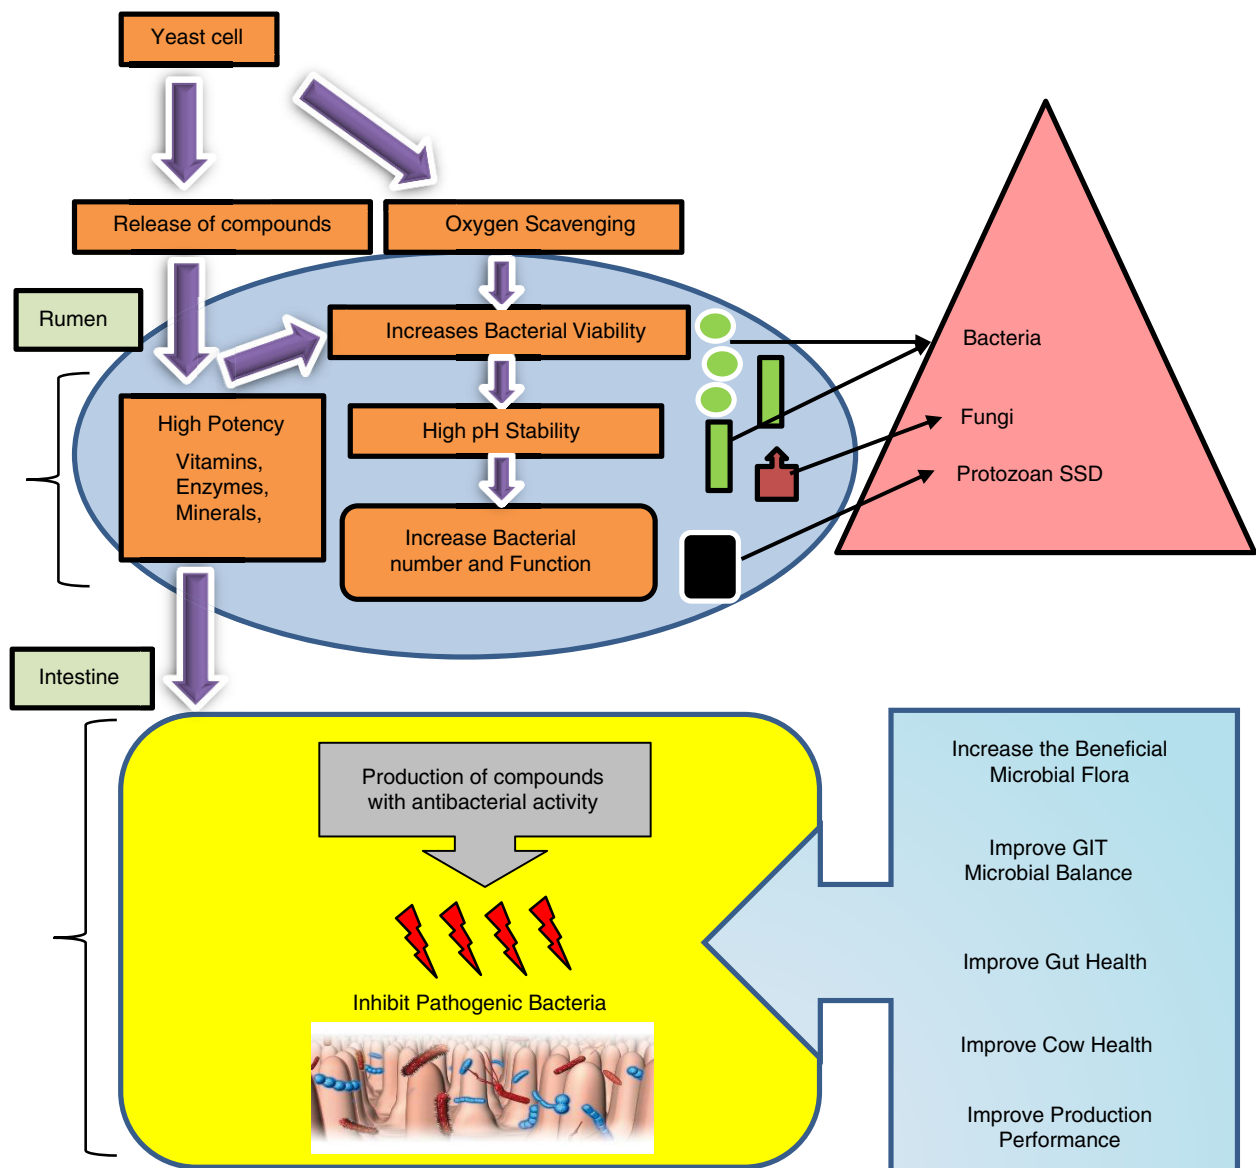 Yeast cell
Release of compounds
Oxygen Scavenging
Rumen
Increases Bacterial Viability
High Potency
Vitamins,
Enzymes,
Minerals,
High pH Stability
Increase Bacterial
number and Function
Bacteria
Fungi
Protozoan SSD
Intestine
Production of compounds
with antibacterial activity
Inhibit Pathogenic Bacteria
Increase the Beneficial
Microbial Flora
Improve GIT
Microbial Balance
Improve Gut Health
Improve Cow Health
Improve Production
Performance